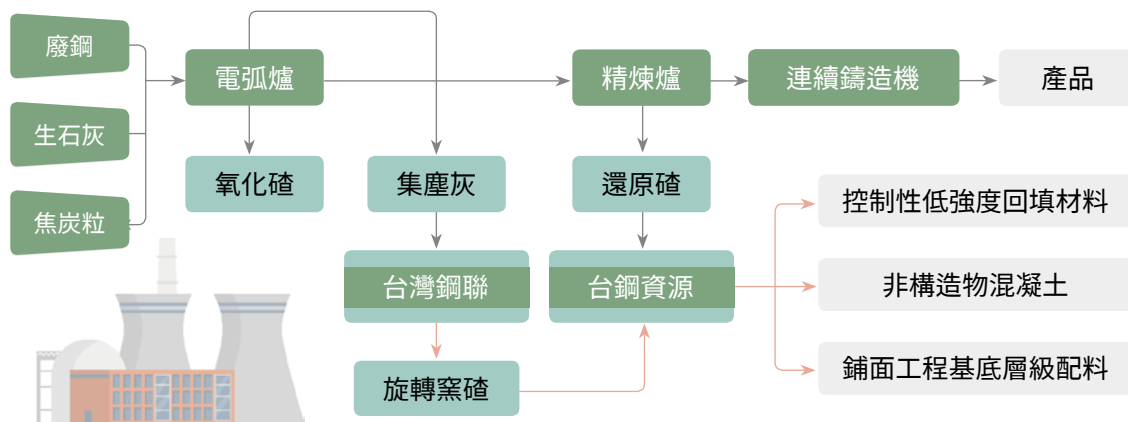 廢鋼
生石灰
焦炭粒
電弧爐
精煉爐
連續鑄造機
產品
氧化碴
集塵灰
還原碴
台灣鋼聯
台鋼資源
旋轉窯碴
控制性低強度回填材料
非構造物混凝土
鋪面工程基底層級配料